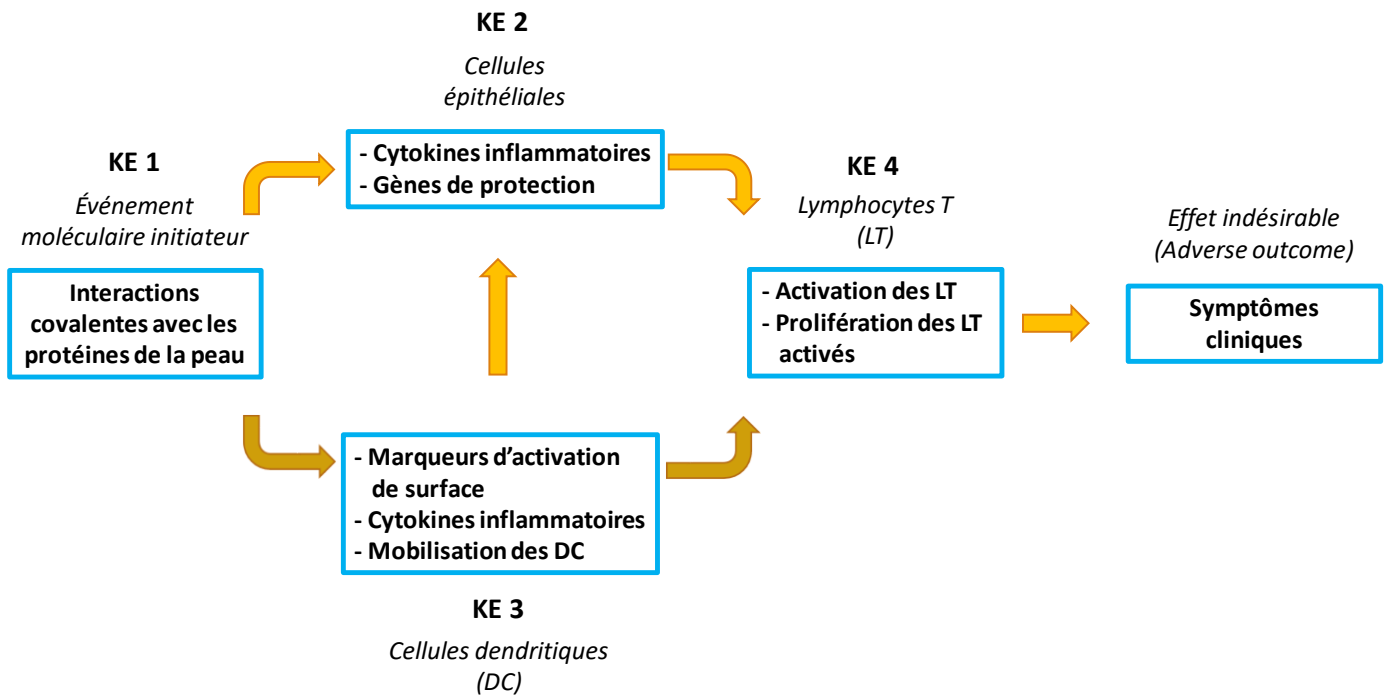 KE 1
Événement
moléculaire initiateur
Interactions
covalentes avec les
protéines de la peau
KE 2
Cellules
épithéliales
- Cytokines inflammatoires
- Gènes de protection
- Marqueurs d’activation
de surface
- Cytokines inflammatoires
- Mobilisation des DC
KE 3
Cellules dendritiques
(DC)
KE 4
Lymphocytes T
(LT)
- Activation des LT
- Prolifération des LT
activés
Effet indésirable
(Adverse outcome)
Symptômes
cliniques